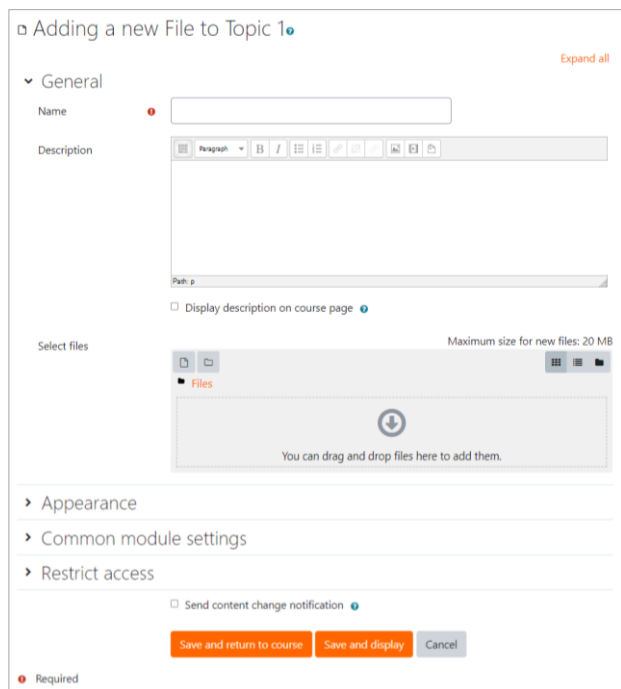 Adding a new File to Topic 1
Expand all
General
Name
Description
Paragraph
B I
Path: p
Display description on course page
Select files
Maximum size for new files: 20 MB
Files
You can drag and drop files here to add them.
Appearance
Common module settings
Restrict access
Send content change notification
Save and return to course Save and display Cancel
Required